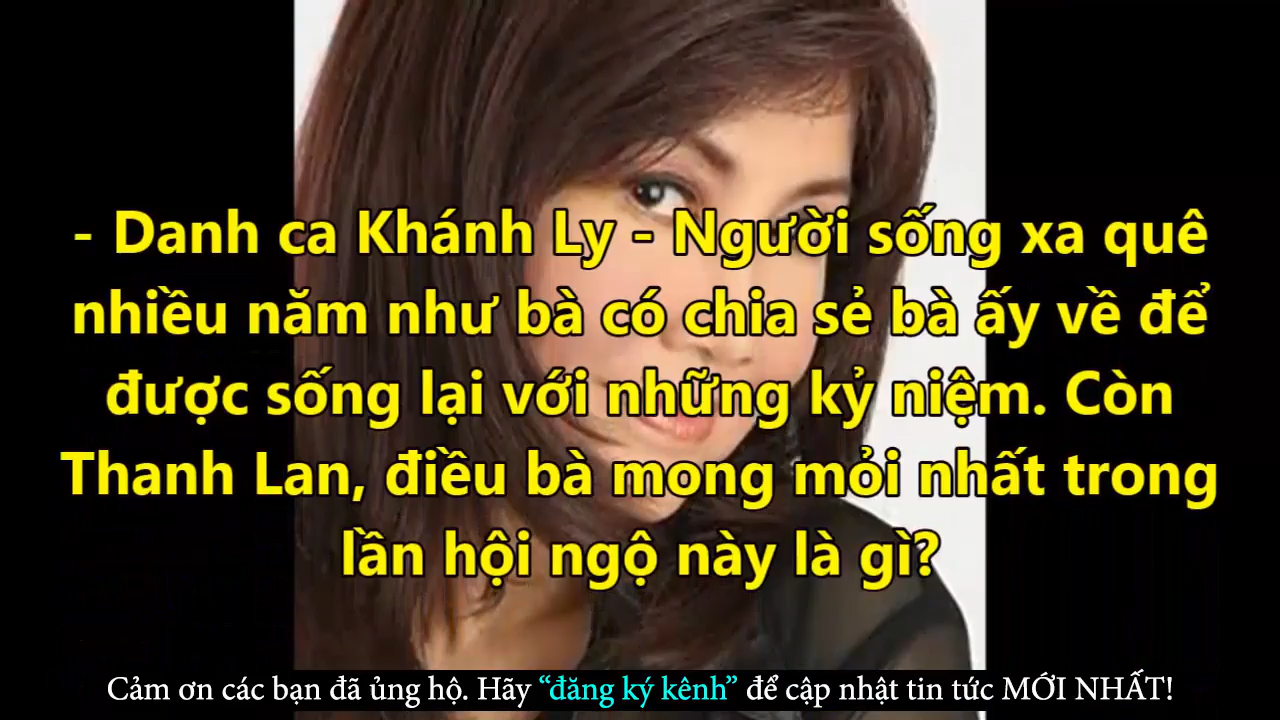 - Danh ca Khánh Ly - Người sống xa quê
nhiều năm như bà có chia sẻ bà ấy về để
được sống lại với những kỷ niệm. Còn
Thanh Lan, điều bà mong mỏi nhất trong
lần hội ngộ này là gì?
Cảm ơn các bạn đã ủng hộ. Hãy “đăng ký kênh” để cập nhật tin tức MỚI NHẤT!